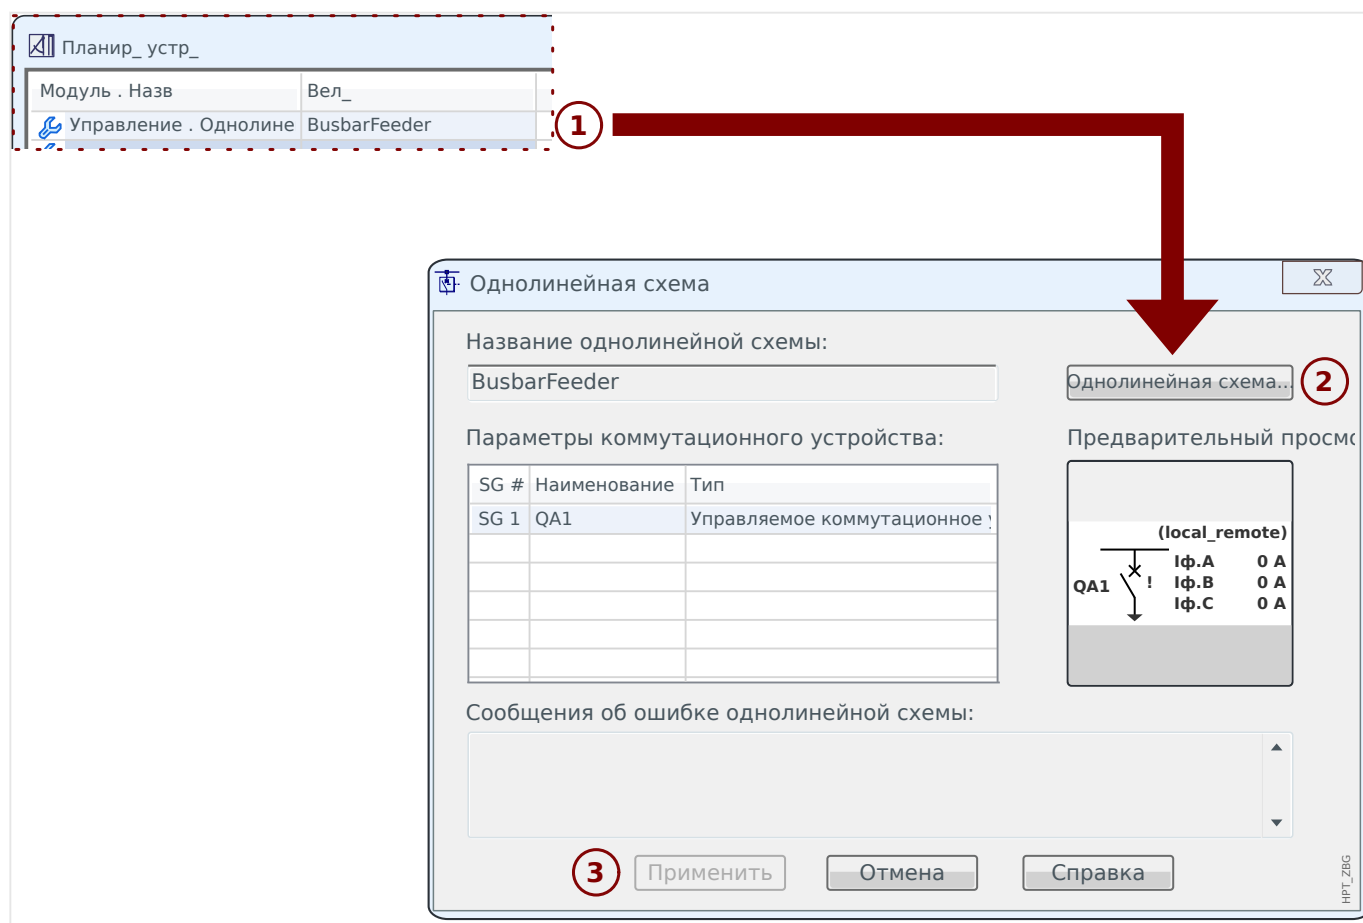 Планир_ устр_
Модуль . Назв Вел_
Управление . Однолине BusbarFeeder
1
Однолинейная схема
X
Название однолинейной схемы:
BusbarFeeder
Однолинейная схема...
2
Параметры коммутационного устройства:
Предварительный просмо
SG # Наименование Тип
SG 1 QA1 Управляемое коммутационное
(local_remote)
Iф.A 0 A
QA1 ! Iф.B 0 A
Iф.C 0 A
Сообщения об ошибке однолинейной схемы:
3
Применить Отмена Справка
HPT_ZBG